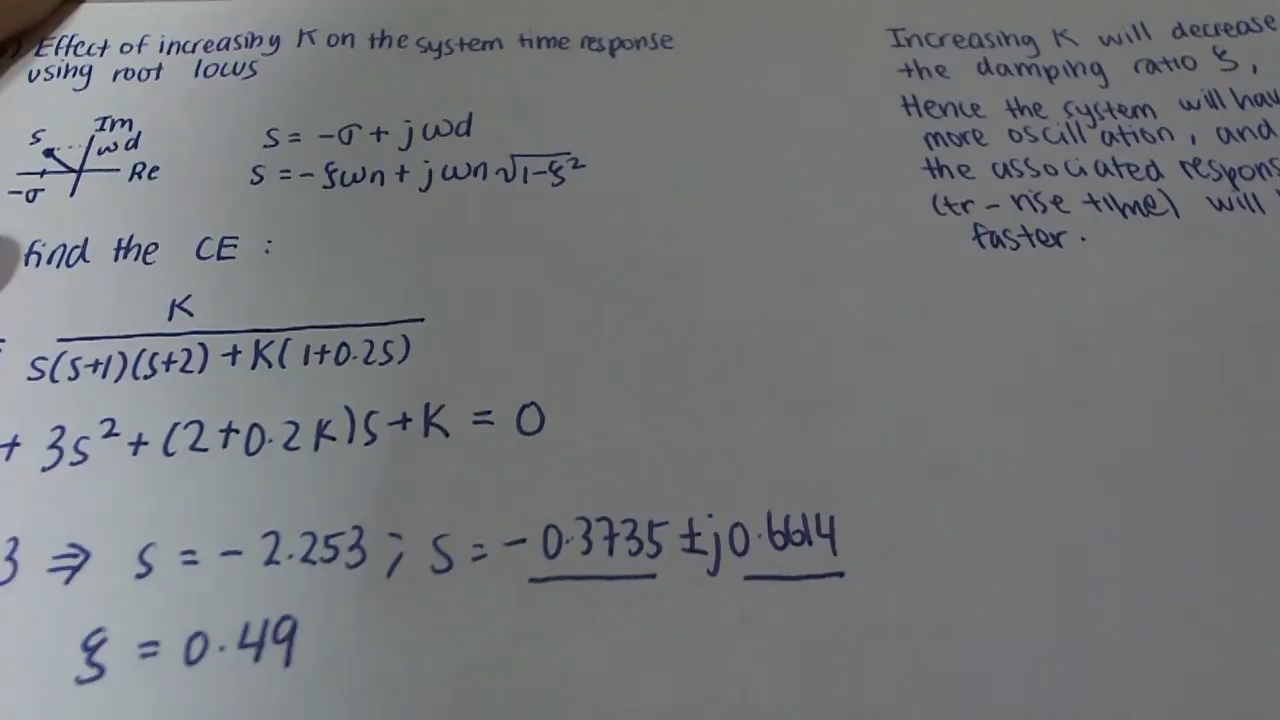 ) Effect of increasing K on the system time response
using root locus
Im
s
wd
Re
-σ
s = -σ + jωd
s = -ξωn + jωn√1-ξ²
find the CE :
K
s(s+1)(s+2) + K(1+0.2s)
+ 3s² + (2+0.2K)s + K = 0
3 ⇒ s = -2.253 ; s = -0.3735 ± j0.6614
ξ = 0.49
Increasing K will decrease
the damping ratio ξ,
Hence the system will hav
more oscillation, and
the associated respons
(tr - rise time) will
faster.